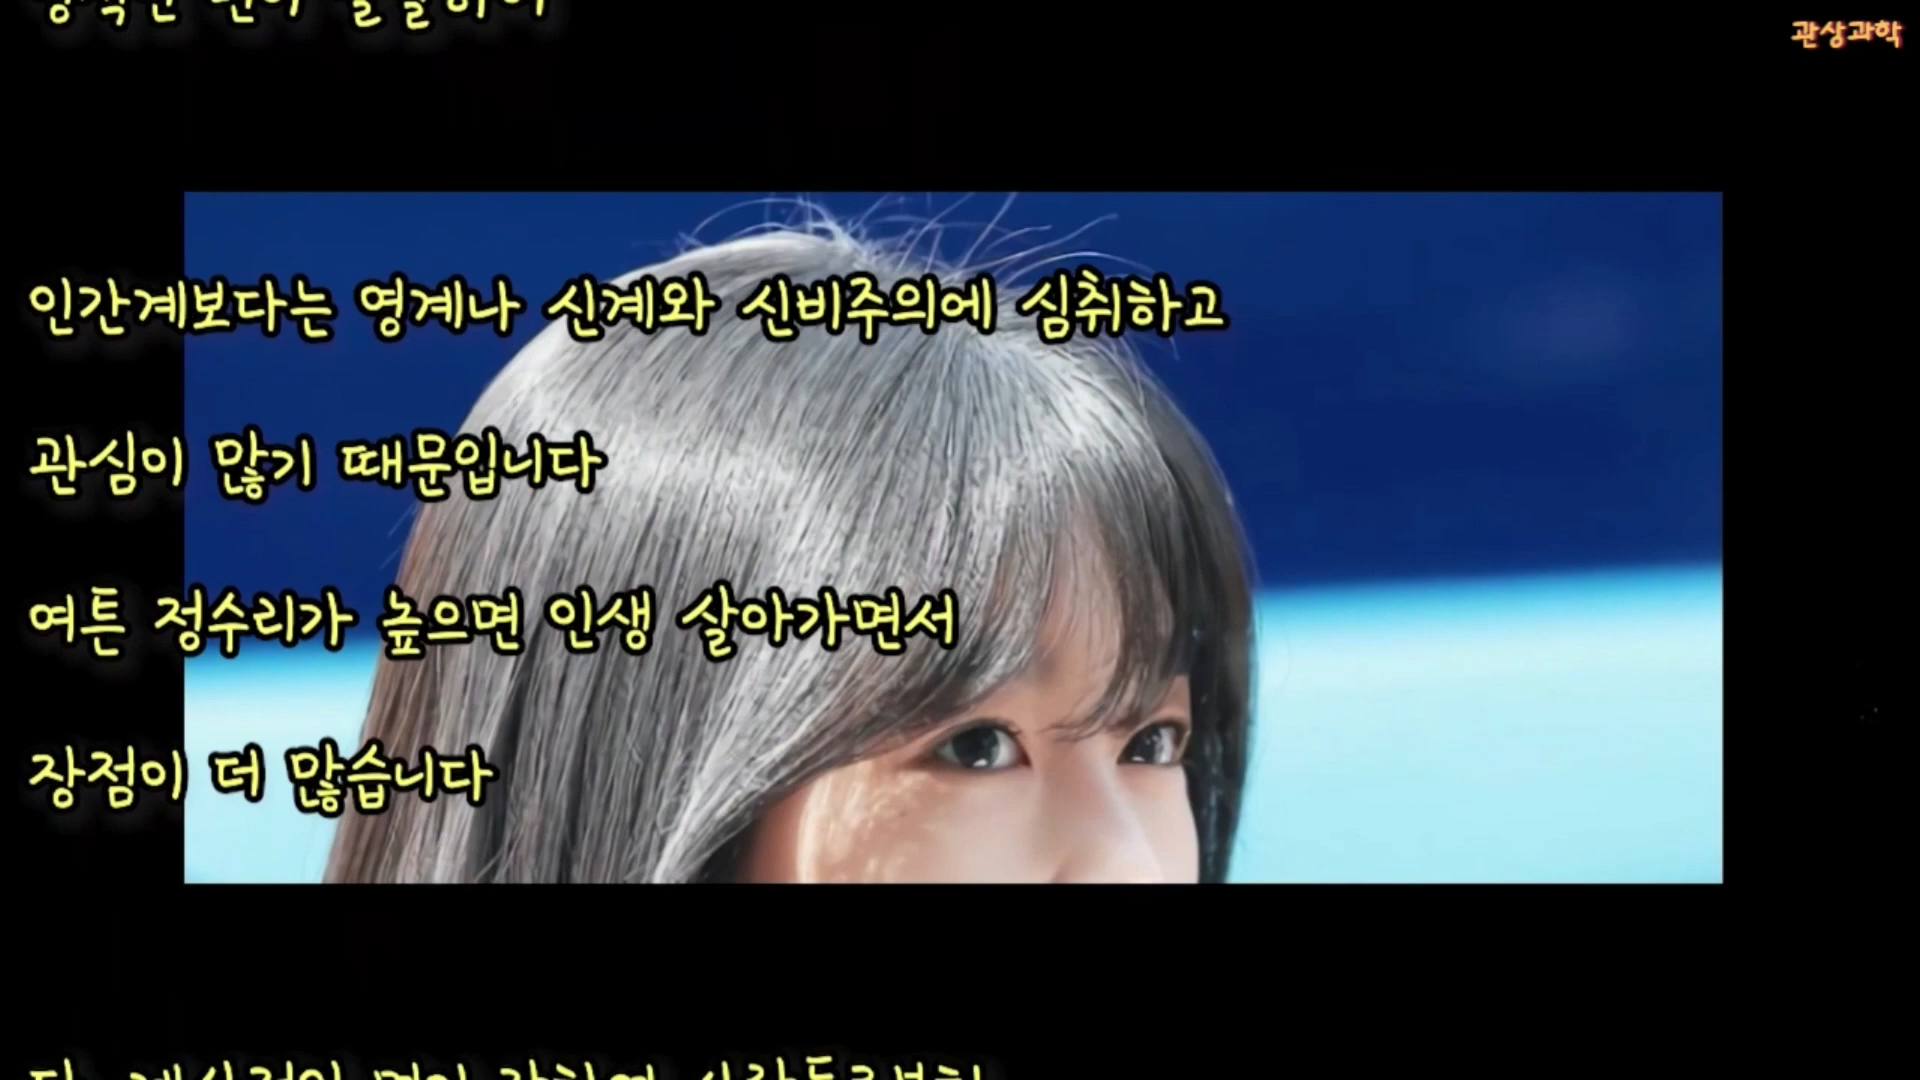 관상과학
인간계보다는 영계나 신계와 신비주의에 심취하고
관심이 많기 때문입니다
여튼 정수리가 높으면 인생 살아가면서
장점이 더 많습니다